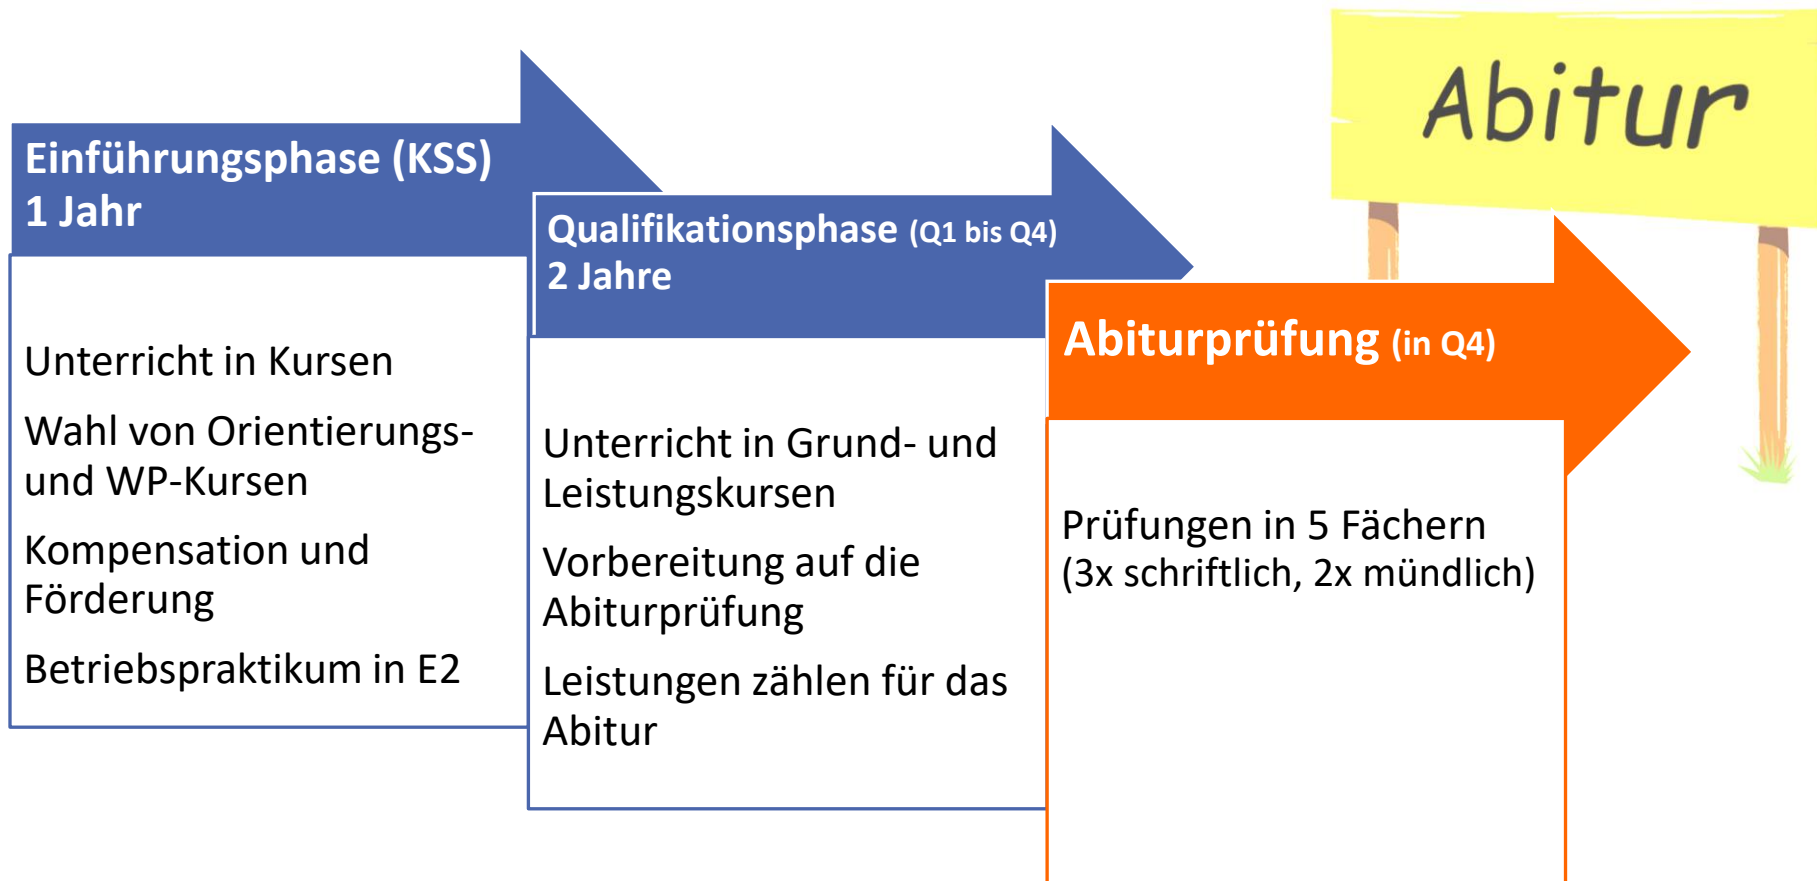 Abitur
Einführungsphase (KSS)
1 Jahr
Unterricht in Kursen
Wahl von Orientierungs-
und WP-Kursen
Kompensation und
Förderung
Betriebspraktikum in E2
Qualifikationsphase (Q1 bis Q4)
2 Jahre
Unterricht in Grund- und
Leistungskursen
Vorbereitung auf die
Abiturprüfung
Leistungen zählen für das
Abitur
Abiturprüfung (in Q4)
Prüfungen in 5 Fächern
(3x schriftlich, 2x mündlich)